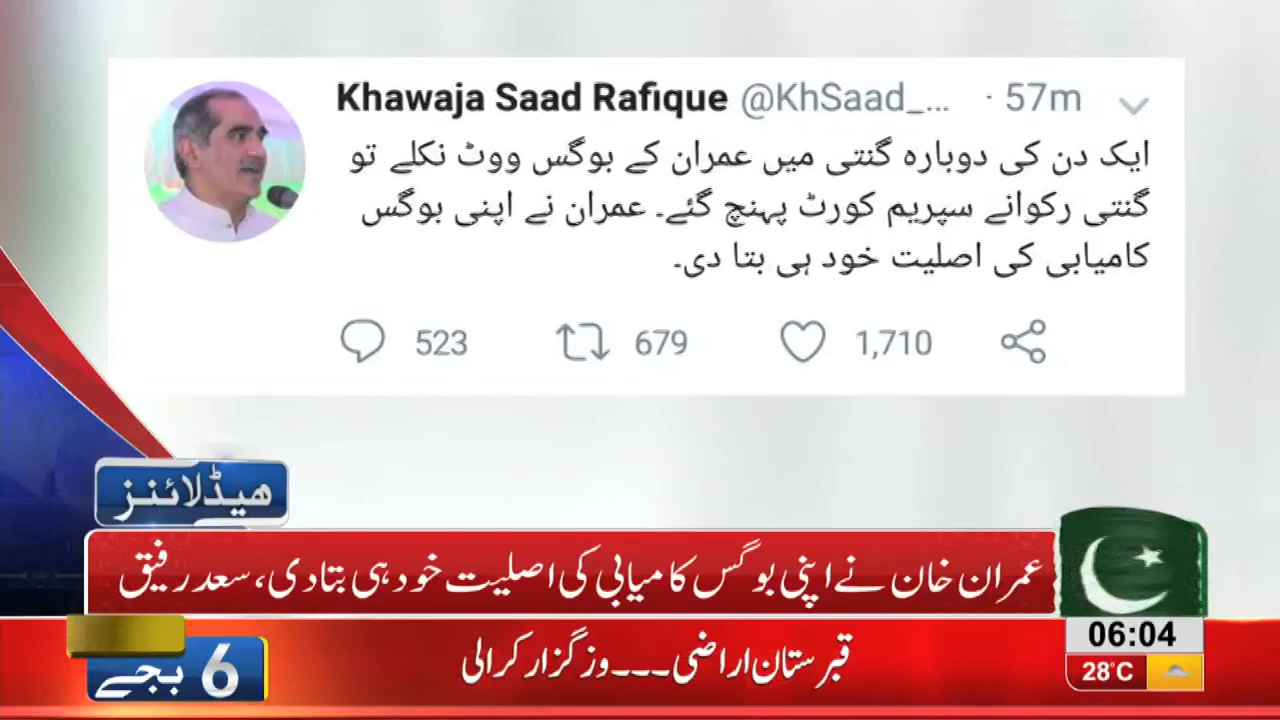 Khawaja Saad Rafique @KhSaad_... · 57m
ایک دن کی دوبارہ گنتی میں عمران کے بوگس ووٹ نکلے تو
گنتی رکوانے سپریم کورٹ پہنچ گئے۔ عمران نے اپنی بوگس
کامیابی کی اصلیت خود ہی بتا دی۔
523 679 1,710
ھیڈلائنز
عمران خان نے اپنی بوگس کامیابی کی اصلیت خود ہی بتادی، سعد رفیق
06:04
28°C
قبرستان اراضی۔۔۔وزگزار کرالی
6 بجے